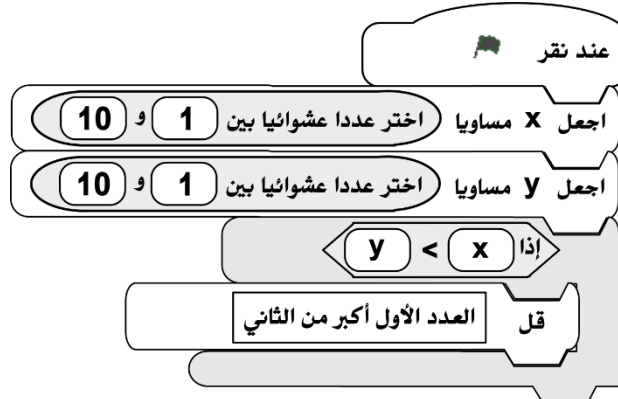 عند نقر
اجعل x مساويا اختر عددا عشوائيا بين 1 و 10
اجعل y مساويا اختر عددا عشوائيا بين 1 و 10
إذا x > y
قل العدد الأول أكبر من الثاني